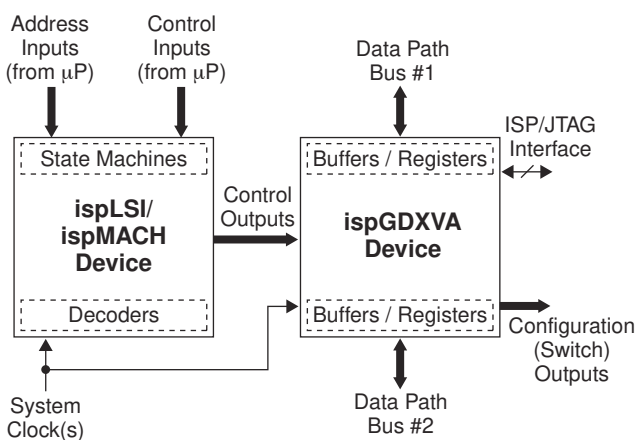 Address
Inputs
(from μP)
Control
Inputs
(from μP)
Data Path
Bus #1
ISP/JTAG
Interface
State Machines
Buffers / Registers
ispLSI/
ispMACH
Device
Control
Outputs
ispGDXVA
Device
Decoders
Buffers / Registers
Configuration
(Switch)
Outputs
System
Clock(s)
Data Path
Bus #2